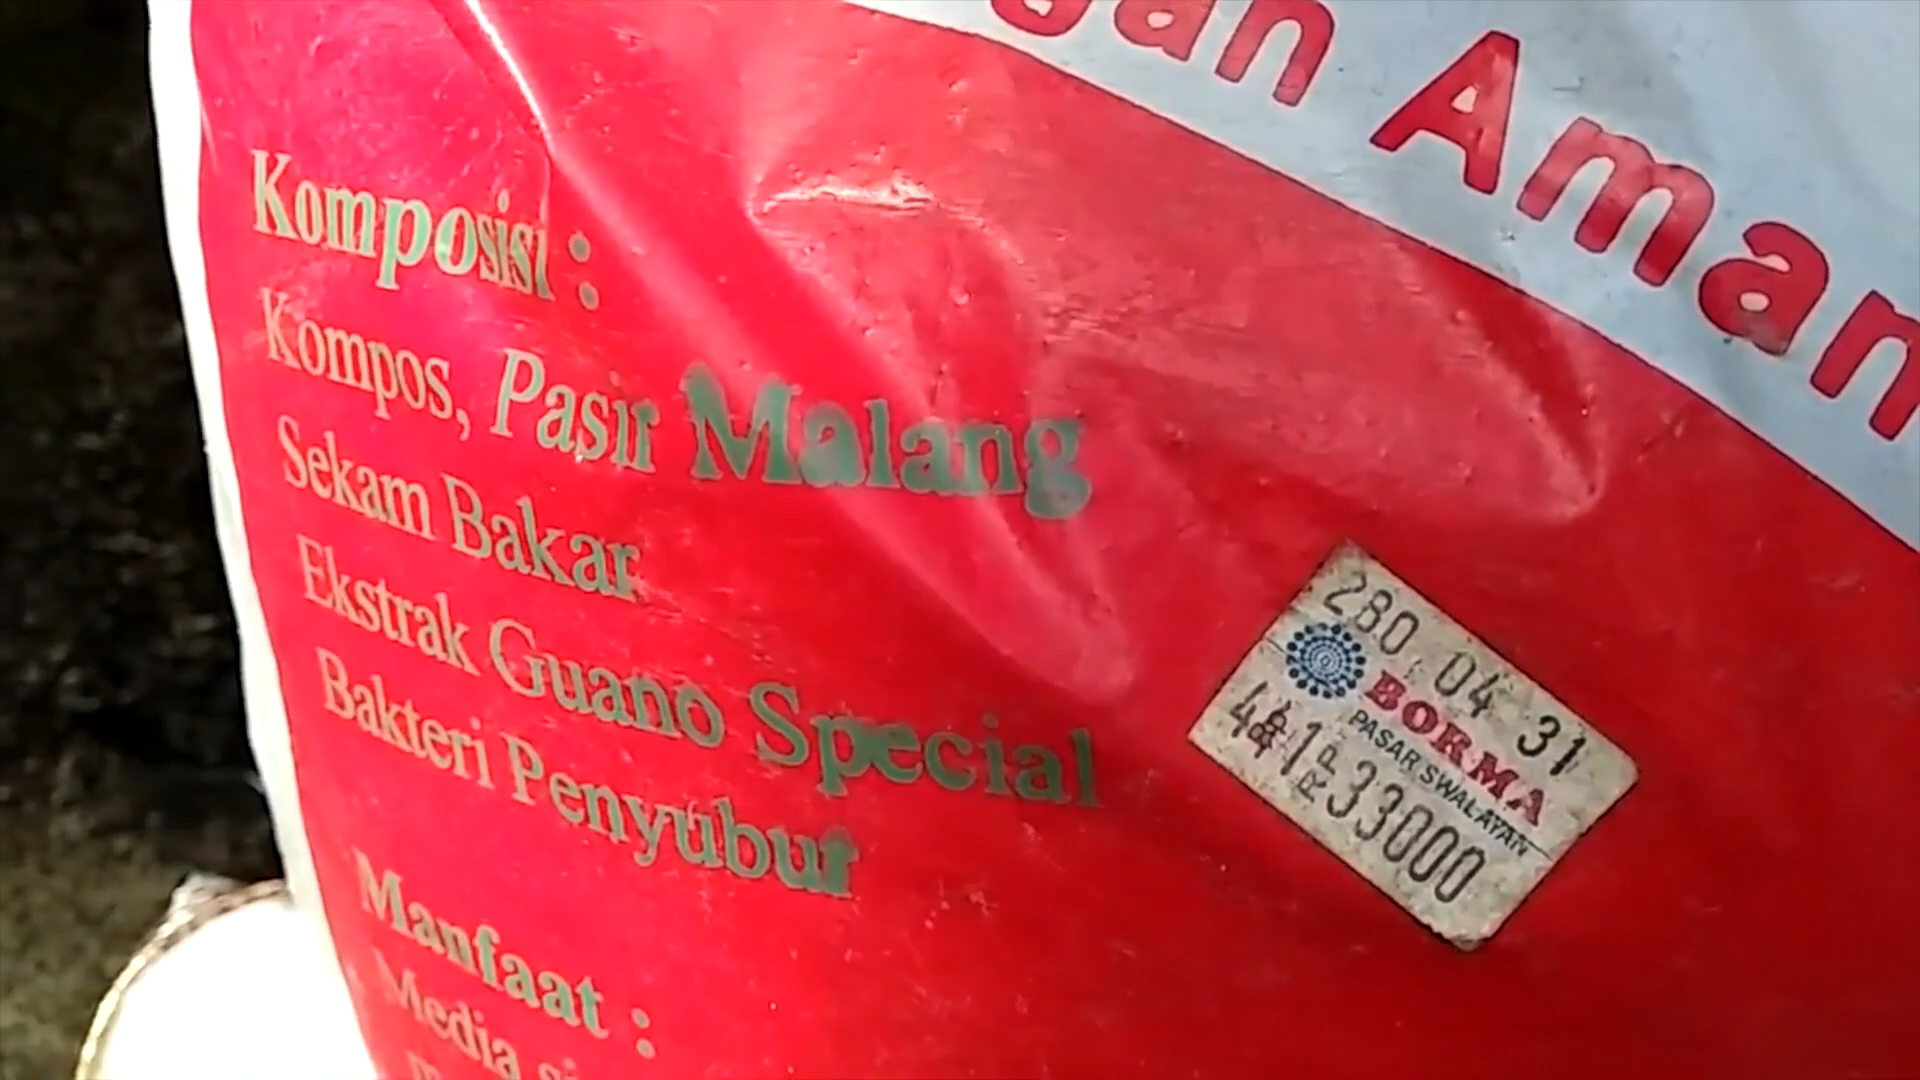 Aman
Komposisi :
Kompos, Pasir Malang
Sekam Bakar
Ekstrak Guano Special
Bakteri Penyubur
Manfaat :
Media
280 04 31
BORMA
PASAR SWALAYAN
RP 33000